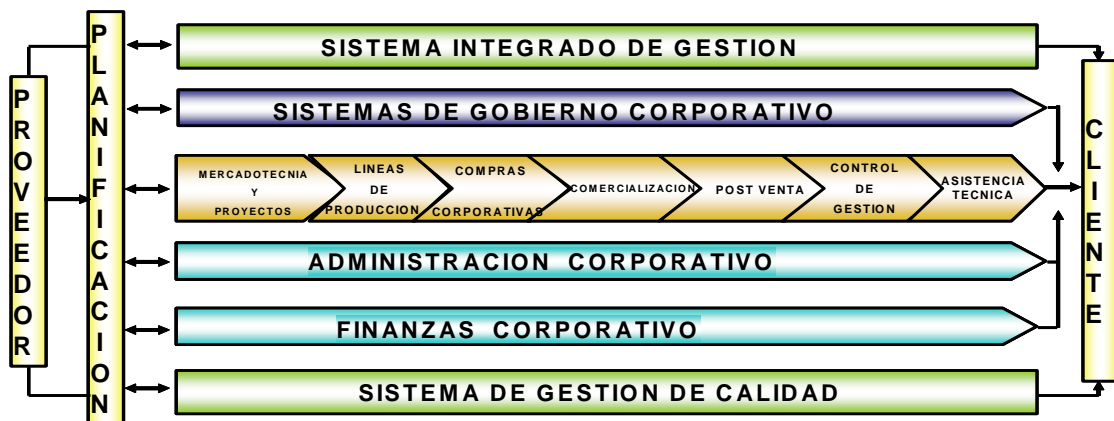 PROVEEDOR
PLANIFICACION
SISTEMA INTEGRADO DE GESTION
SISTEMAS DE GOBIERNO CORPORATIVO
MERCADOTECNIA
Y
PROYECTOS
LINEAS
DE
PRODUCCION
COMPRAS
CORPORATIVAS
COMERCIALIZACION
POST VENTA
CONTROL
DE
GESTION
ASISTENCIA
TECNICA
ADMINISTRACION CORPORATIVO
FINANZAS CORPORATIVO
SISTEMA DE GESTION DE CALIDAD
CLIENTE